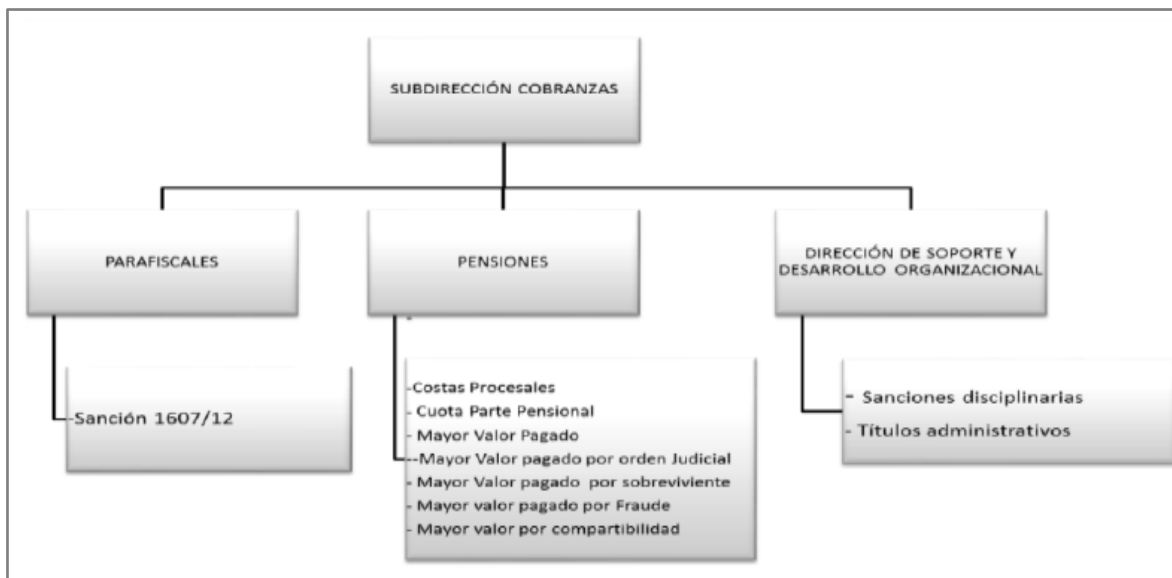 SUBDIRECCIÓN COBRANZAS
PARAFISCALES
PENSIONES
DIRECCIÓN DE SOPORTE Y
DESARROLLO ORGANIZACIONAL
-
-Sanción 1607/12
-Costas Procesales
- Cuota Parte Pensional
- Mayor Valor Pagado
--Mayor Valor pagado por orden Judicial
- Mayor Valor pagado por sobreviviente
- Mayor valor pagado por Fraude
- Mayor valor por compartibilidad
- Sanciones disciplinarias
- Títulos administrativos